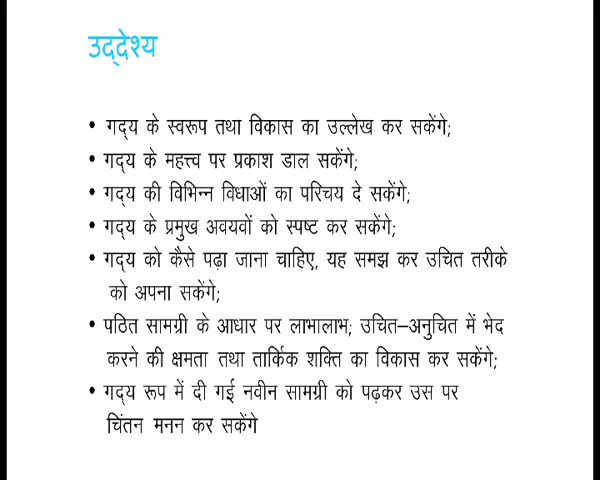 उद्देश्य
• गद्य के स्वरूप तथा विकास का उल्लेख कर सकेंगे;
• गद्य के महत्त्व पर प्रकाश डाल सकेंगे;
• गद्य की विभिन्न विधाओं का परिचय दे सकेंगे;
• गद्य के प्रमुख अवयवों को स्पष्ट कर सकेंगे;
• गद्य को कैसे पढ़ा जाना चाहिए, यह समझ कर उचित तरीके
को अपना सकेंगे;
• पठित सामग्री के आधार पर लाभालाभ; उचित–अनुचित में भेद
करने की क्षमता तथा तार्किक शक्ति का विकास कर सकेंगे;
• गद्य रूप में दी गई नवीन सामग्री को पढ़कर उस पर
चिंतन मनन कर सकेंगे